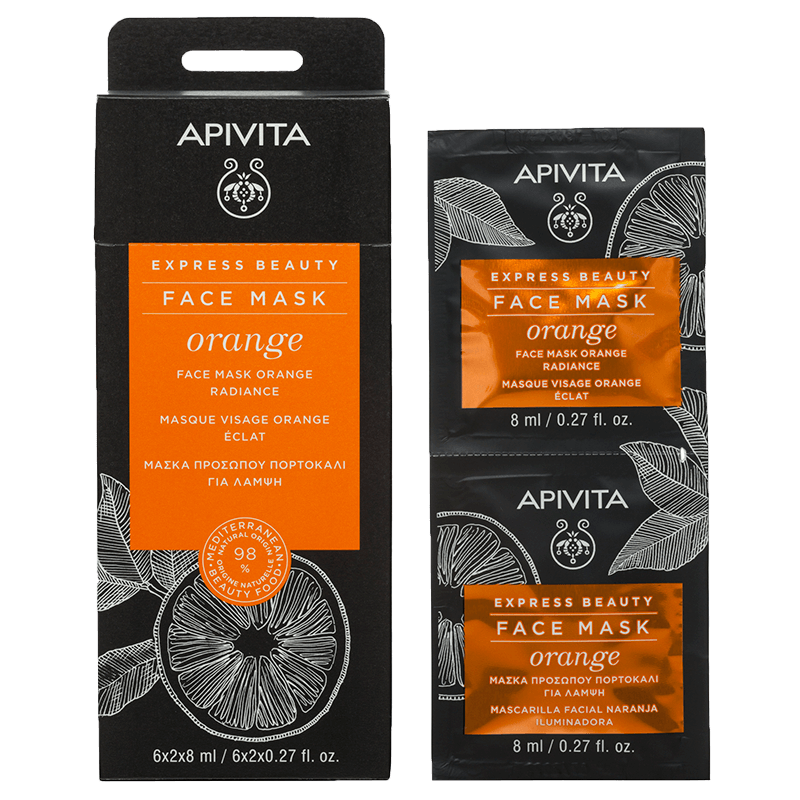 APIVITA
EXPRESS BEAUTY
FACE MASK
orange
FACE MASK ORANGE
RADIANCE
MASQUE VISAGE ORANGE
ÉCLAT
ΜΑΣΚΑ ΠΡΟΣΩΠΟΥ ΠΟΡΤΟΚΑΛΙ
ΓΙΑ ΛΑΜΨΗ
MEDITERRANEAN
NATURAL ORIGIN
98
%
ORIGINE NATURELLE
• BEAUTY FOOD •
6x2x8 ml / 6x2x0.27 fl. oz.
APIVITA
EXPRESS BEAUTY
FACE MASK
orange
FACE MASK ORANGE
RADIANCE
MASQUE VISAGE ORANGE
ÉCLAT
8 ml / 0.27 fl. oz.
APIVITA
EXPRESS BEAUTY
FACE MASK
orange
ΜΑΣΚΑ ΠΡΟΣΩΠΟΥ ΠΟΡΤΟΚΑΛΙ
ΓΙΑ ΛΑΜΨΗ
MASCARILLA FACIAL NARANJA
ILUMINADORA
8 ml / 0.27 fl. oz.